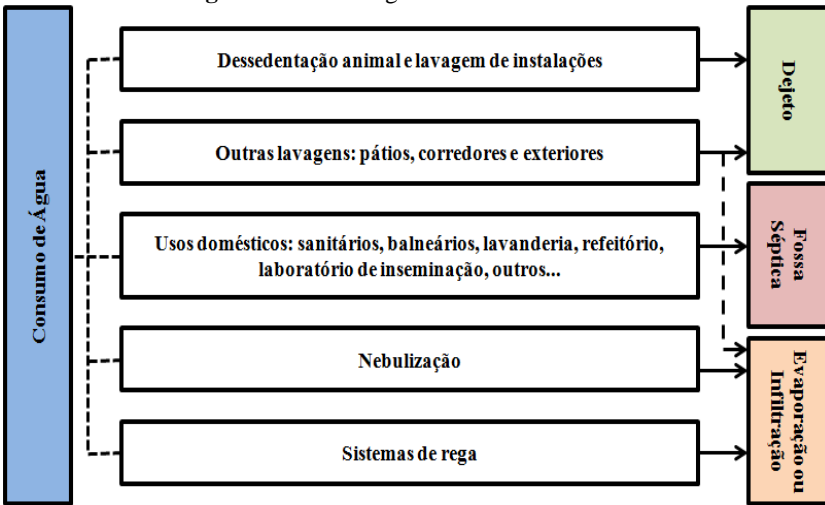 Consumo de Água
Dessedentação animal e lavagem de instalações
Outras lavagens: pátios, corredores e exteriores
Usos domésticos: sanitários, balneários, lavanderia, refeitório,
laboratório de inseminação, outros...
Nebulização
Sistemas de rega
Dejeto
Fossa
Séptica
Evaporação ou
Infiltração